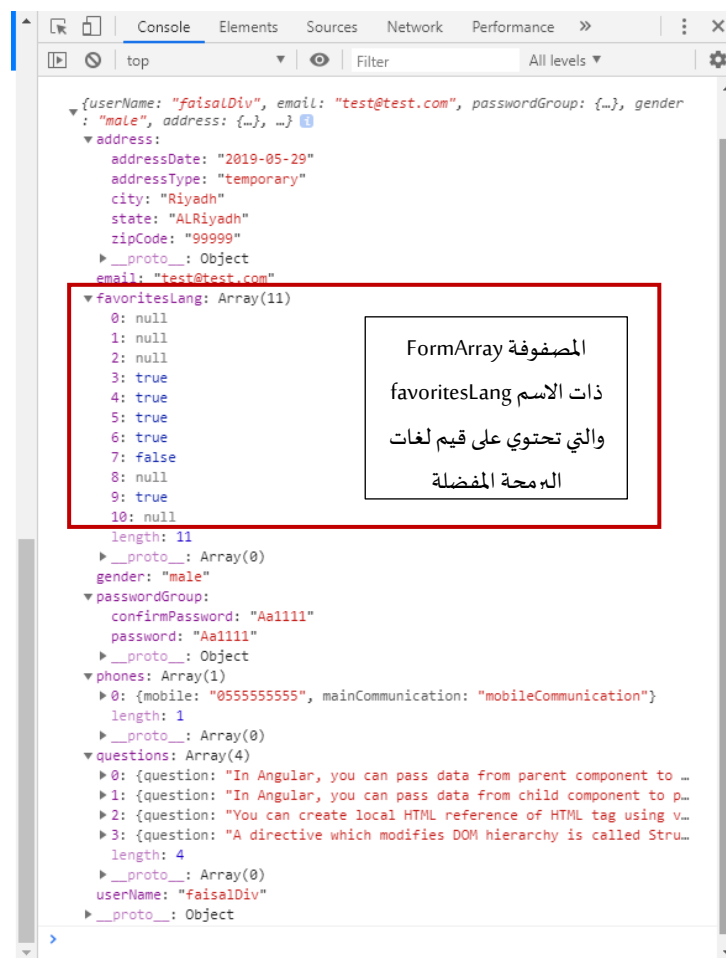 Console Elements Sources Network Performance »
top Filter All levels ▼
▼ {userName: "faisalDiv", email: "test@test.com", passwordGroup: {…}, gender
: "male", address: {…}, …}
▼address:
addressDate: "2019-05-29"
addressType: "temporary"
city: "Riyadh"
state: "ALRiyadh"
zipCode: "99999"
▶__proto__: Object
email: "test@test.com"
▼favoritesLang: Array(11)
0: null
1: null
2: null
3: true
4: true
5: true
6: true
7: false
8: null
9: true
10: null
المصفوفة FormArray
ذات الاسم favoritesLang
والتي تحتوي على قيم لغات
البرمجة المفضلة
length: 11
▶__proto__: Array(0)
gender: "male"
▼passwordGroup:
confirmPassword: "Aa1111"
password: "Aa1111"
▶__proto__: Object
▼phones: Array(1)
▶0: {mobile: "0555555555", mainCommunication: "mobileCommunication"}
length: 1
▶__proto__: Array(0)
▼questions: Array(4)
▶0: {question: "In Angular, you can pass data from parent component to …
▶1: {question: "In Angular, you can pass data from child component to p…
▶2: {question: "You can create local HTML reference of HTML tag using v…
▶3: {question: "A directive which modifies DOM hierarchy is called Stru…
length: 4
▶__proto__: Array(0)
userName: "faisalDiv"
▶__proto__: Object
>